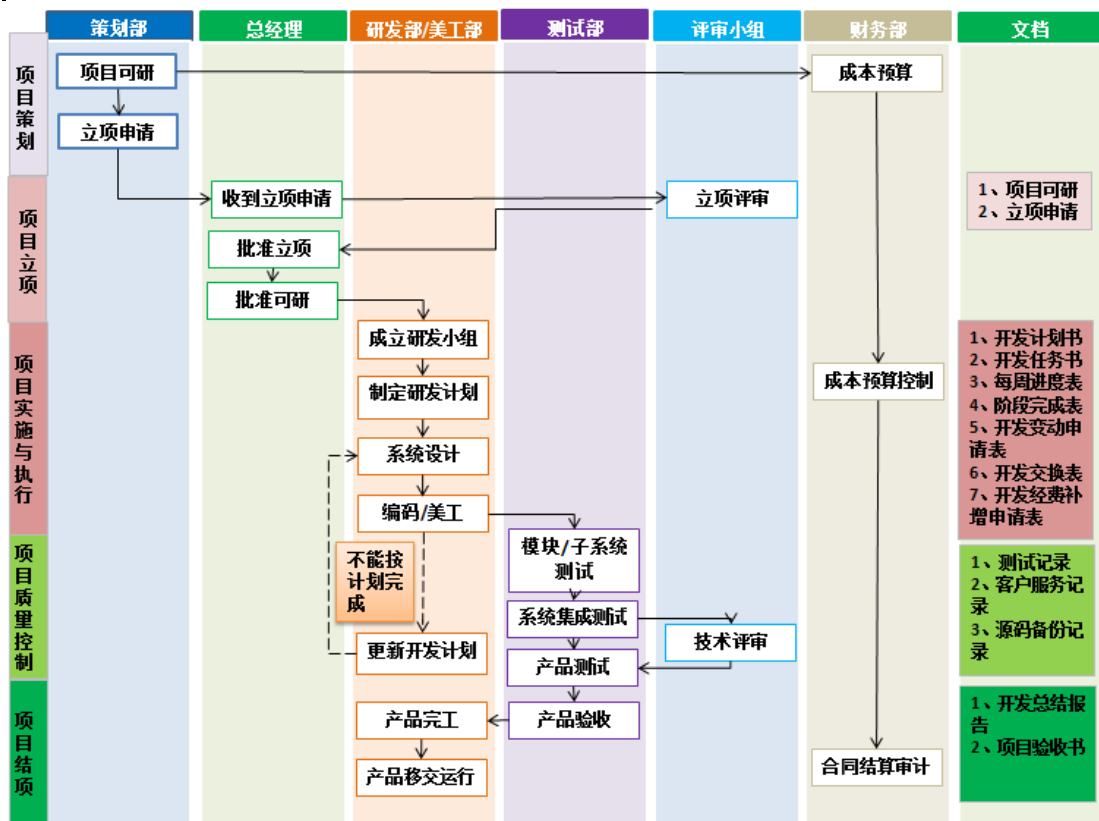 策划部
总经理
研发部/美工部
测试部
评审小组
财务部
文档
项目策划
项目可研
成本预算
立项申请
项目立项
收到立项申请
立项评审
1、项目可研
2、立项申请
批准立项
批准可研
项目实施与执行
成立研发小组
制定研发计划
成本预算控制
系统设计
编码/美工
1、开发计划书
2、开发任务书
3、每周进度表
4、阶段完成表
5、开发变动申
请表
6、开发交换表
7、开发经费补
增申请表
项目质量控制
不能按
计划完
成
模块/子系统
测试
系统集成测试
技术评审
更新开发计划
产品测试
1、测试记录
2、客户服务记
录
3、源码备份记
录
项目结项
产品完工
产品验收
产品移交运行
合同结算审计
1、开发总结报
告
2、项目验收书